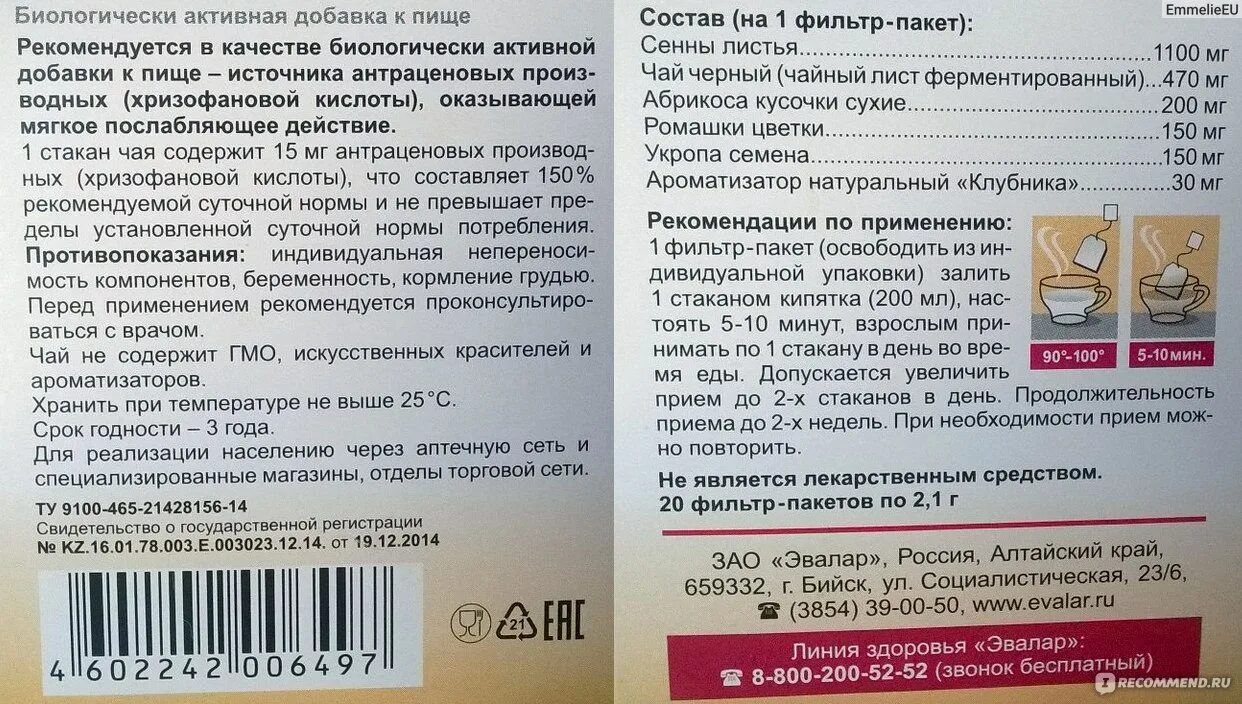 Биологически активная добавка к пище
Рекомендуется в качестве биологически активной
добавки к пище – источника антраценовых произ-
водных (хризофановой кислоты), оказывающей
мягкое послабляющее действие.
1 стакан чая содержит 15 мг антраценовых производ-
ных (хризофановой кислоты), что составляет 150%
рекомендуемой суточной нормы и не превышает пре-
делы установленной суточной нормы потребления.
Противопоказания: индивидуальная непереноси-
мость компонентов, беременность, кормление грудью.
Перед применением рекомендуется проконсультиро-
ваться с врачом.
Чай не содержит ГМО, искусственных красителей и
ароматизаторов.
Хранить при температуре не выше 25°С.
Срок годности – 3 года.
Для реализации населению через аптечную сеть и
специализированные магазины, отделы торговой сети.
ТУ 9100-465-21428156-14
Свидетельство о государственной регистрации
№ KZ.16.01.78.003.E.003023.12.14. от 19.12.2014
4 602242 006497
21
EAC
EmmelieEU
Состав (на 1 фильтр-пакет):
Сенны листья........................................1100 мг
Чай черный (чайный лист ферментированный)...470 мг
Абрикоса кусочки сухие..............................200 мг
Ромашки цветки........................................150 мг
Укропа семена..........................................150 мг
Ароматизатор натуральный «Клубника»............30 мг
Рекомендации по применению:
1 фильтр-пакет (освободить из ин-
дивидуальной упаковки) залить
1 стаканом кипятка (200 мл), нас-
тоять 5-10 минут, взрослым при-
нимать по 1 стакану в день во вре-
мя еды. Допускается увеличить
прием до 2-х стаканов в день. Продолжительность
приема до 2-х недель. При необходимости прием мож-
но повторить.
90°-100°
5-10 мин.
Не является лекарственным средством.
20 фильтр-пакетов по 2,1 г
ЗАО «Эвалар», Россия, Алтайский край,
659332, г. Бийск, ул. Социалистическая, 23/6,
☎ (3854) 39-00-50, www.evalar.ru
Линия здоровья «Эвалар»:
☎ 8-800-200-52-52 (звонок бесплатный)
IRECOMMEND.RU